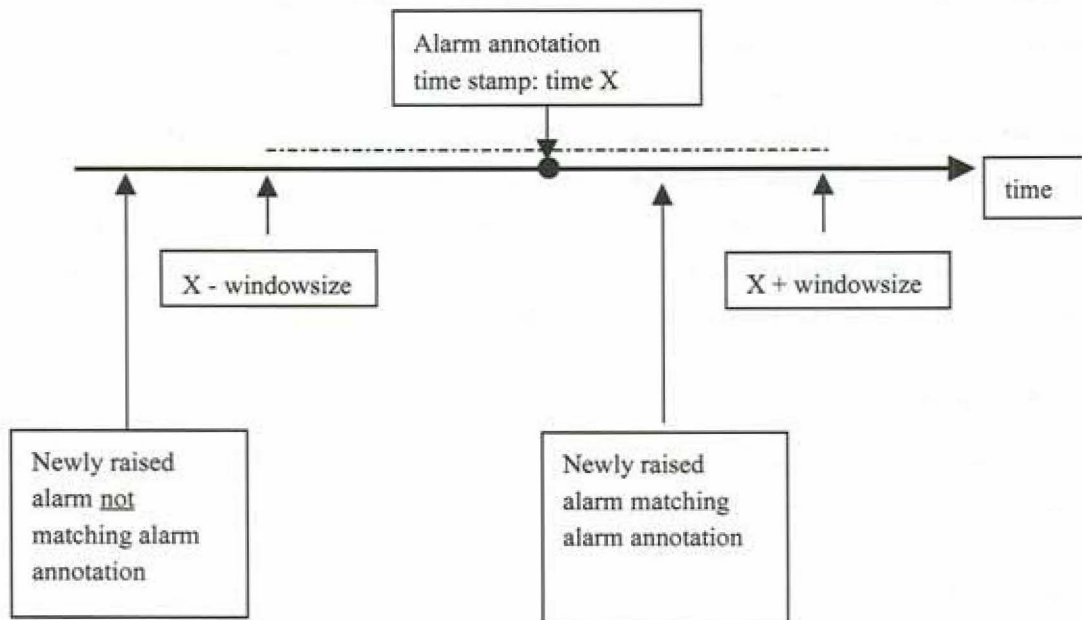 Alarm annotation
time stamp: time X
time
X - windowsize
X + windowsize
Newly raised
alarm not
matching alarm
annotation
Newly raised
alarm matching
alarm annotation